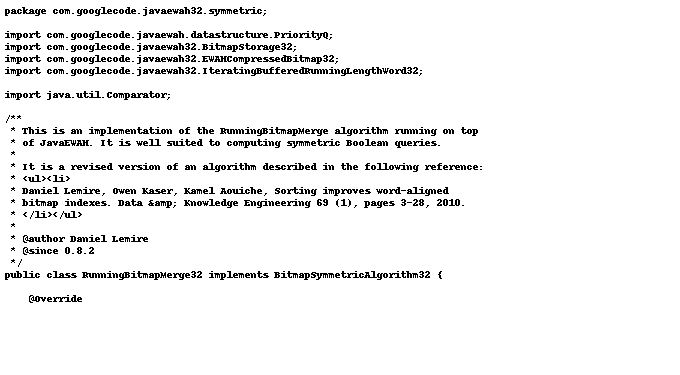 package com.googlecode.javaewah32.symmetric;

import com.googlecode.javaewah.datastructure.PriorityQ;
import com.googlecode.javaewah32.BitmapStorage32;
import com.googlecode.javaewah32.EWAHCompressedBitmap32;
import com.googlecode.javaewah32.IteratingBufferedRunningLengthWord32;

import java.util.Comparator;

/**
 * This is an implementation of the RunningBitmapMerge algorithm running on top
 * of JavaEWAH. It is well suited to computing symmetric Boolean queries.
 *
 * It is a revised version of an algorithm described in the following reference:
 * <ul><li>
 * Daniel Lemire, Owen Kaser, Kamel Aouiche, Sorting improves word-aligned
 * bitmap indexes. Data &amp; Knowledge Engineering 69 (1), pages 3-28, 2010.
 * </li></ul>
 *
 * @author Daniel Lemire
 * @since 0.8.2
 */
public class RunningBitmapMerge32 implements BitmapSymmetricAlgorithm32 {

    @Override